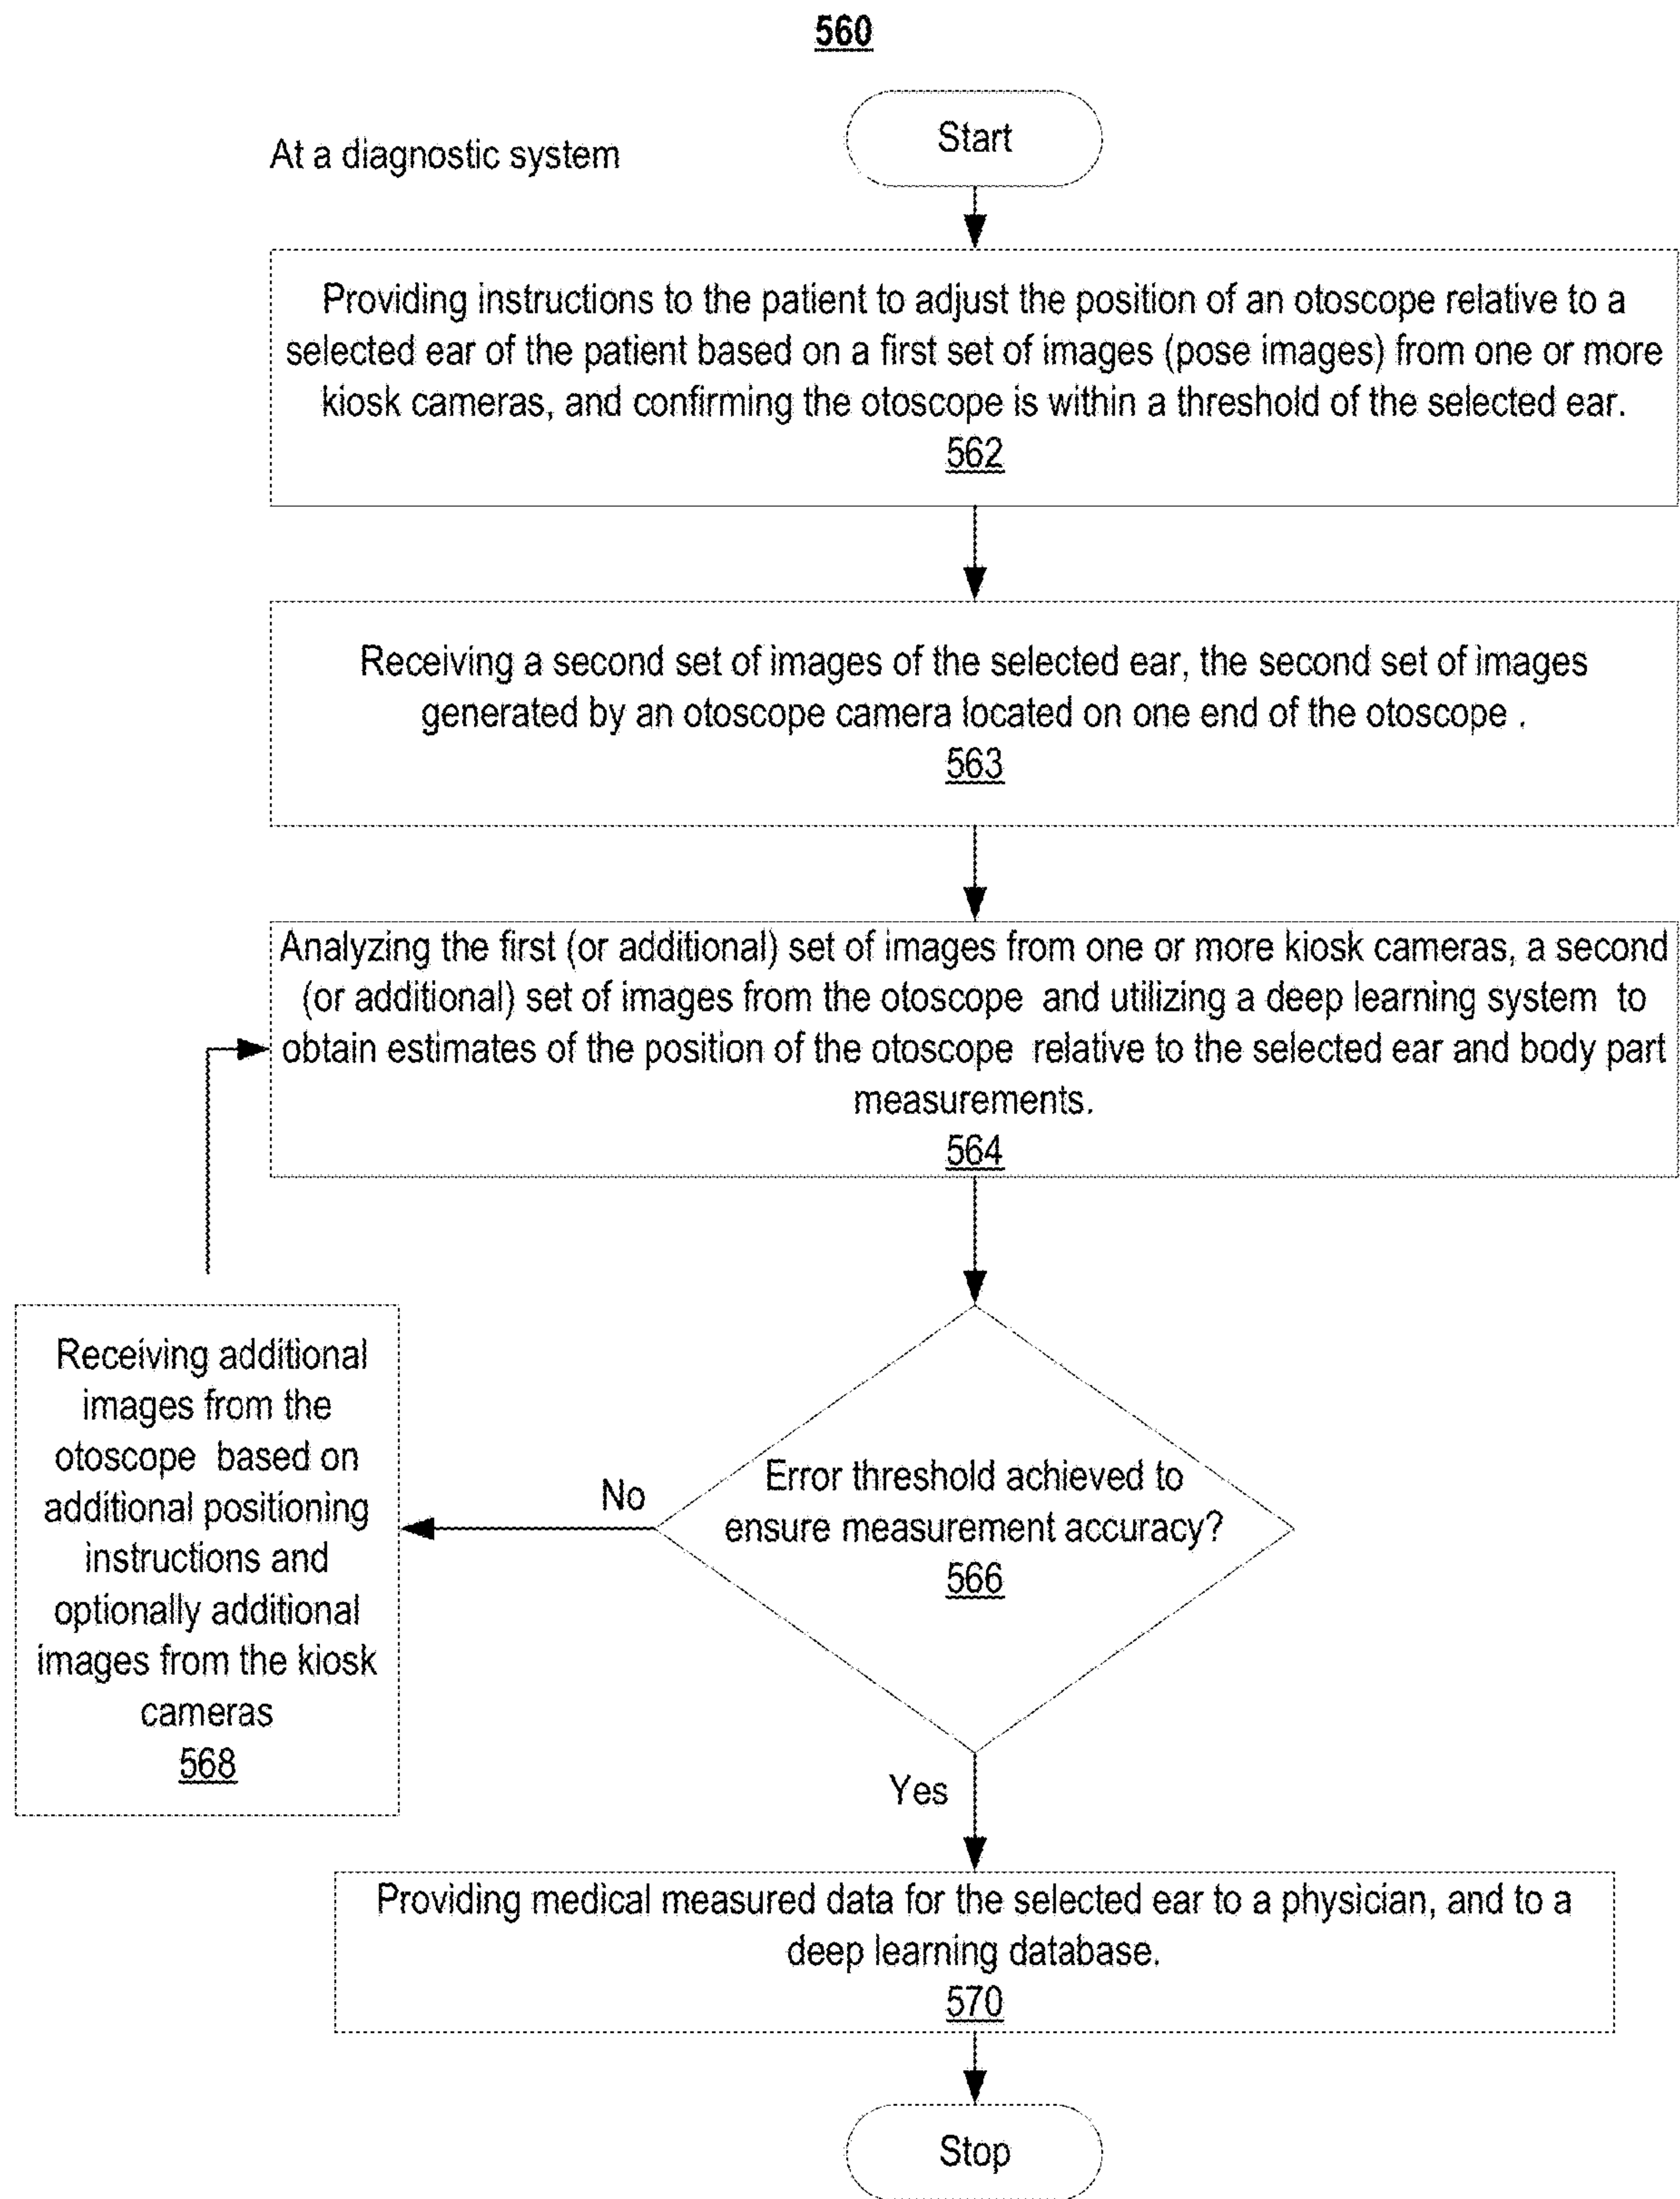 560
Start
At a diagnostic system
Providing instructions to the patient to adjust the position of an otoscope relative to a
selected ear of the patient based on a first set of images (pose images) from one or more
kiosk cameras, and confirming the otoscope is within a threshold of the selected ear.
562
Receiving a second set of images of the selected ear, the second set of images
generated by an otoscope camera located on one end of the otoscope .
563
Analyzing the first (or additional) set of images from one or more kiosk cameras, a second
(or additional) set of images from the otoscope and utilizing a deep learning system to
obtain estimates of the position of the otoscope relative to the selected ear and body part
measurements.
564
Receiving additional
images from the
otoscope based on
additional positioning
instructions and
optionally additional
images from the kiosk
cameras
568
No
Error threshold achieved to
ensure measurement accuracy?
566
Yes
Providing medical measured data for the selected ear to a physician, and to a
deep learning database.
570
Stop